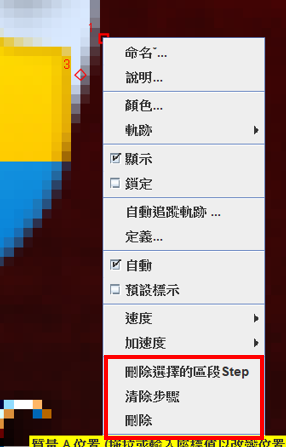 1
3
命名...
說明...
顏色...
軌跡
顯示
鎖定
自動追蹤軌跡 ...
定義...
自動
預設標示
速度
加速度
刪除選擇的區段 Step
清除步驟
刪除
質量 A 位置